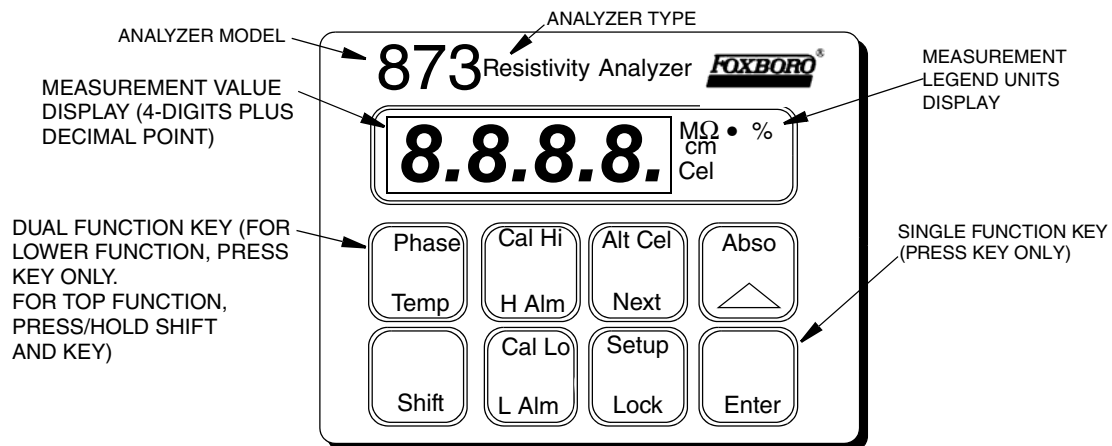 ANALYZER TYPE
ANALYZER MODEL
873 Resistivity Analyzer FOXBORO®
MEASUREMENT
LEGEND UNITS
DISPLAY
MEASUREMENT VALUE
DISPLAY (4-DIGITS PLUS
DECIMAL POINT)
8.8.8.8.
MΩ • %
cm
Cel
DUAL FUNCTION KEY (FOR
LOWER FUNCTION, PRESS
KEY ONLY.
FOR TOP FUNCTION,
PRESS/HOLD SHIFT
AND KEY)
Phase
Temp
Cal Hi
H Alm
Alt Cel
Next
Abso
SINGLE FUNCTION KEY
(PRESS KEY ONLY)
Shift
Cal Lo
L Alm
Setup
Lock
Enter